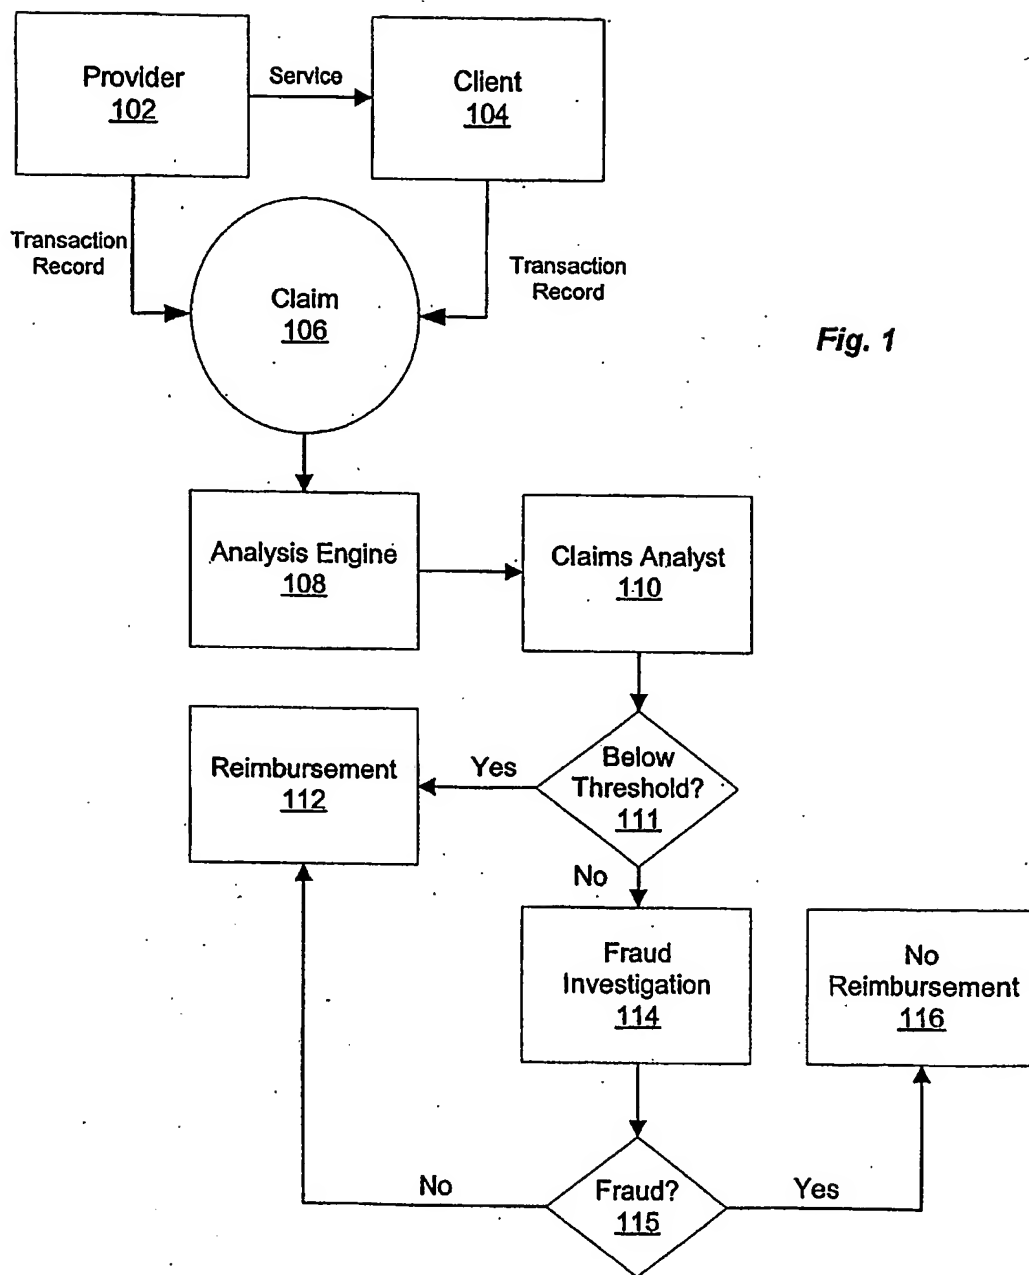 Provider
102
Service
Client
104
Transaction
Record
Transaction
Record
Claim
106
Fig. 1
Analysis Engine
108
Claims Analyst
110
Reimbursement
112
Yes
Below
Threshold?
111
No
Fraud
Investigation
114
No
Reimbursement
116
No
Fraud?
115
Yes